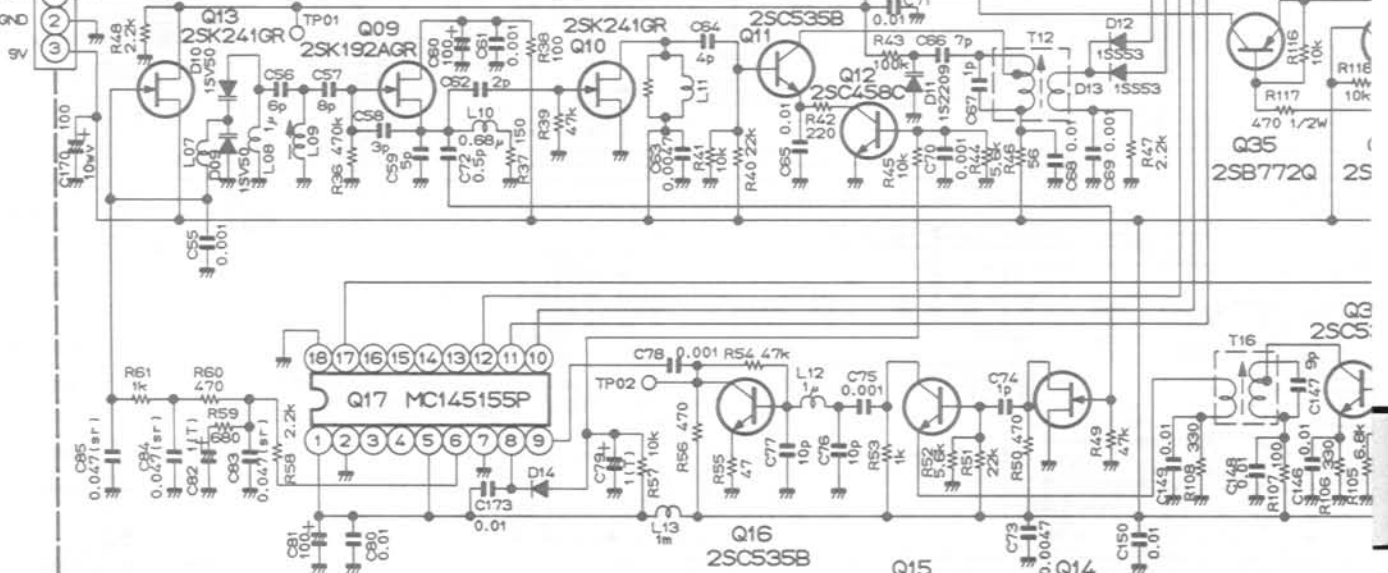 GND
2
9V
3
R48
2.2k
Q13
2SK241GR
TP01
Q09
2SK192AGR
D10
1SV50
C60
100
C61
0.001
R38
100
2SK241GR
Q10
C64
4p
2SC535B
Q11
0.01
R43
100k
C66 7p
T12
D12
1SS53
D13
1SS53
R116
10k
R118
10k
C56
6p
C57
8p
C62
2p
L11
Q12
2SC458C
D11
1S2209
1p
C67
R117
470 1/2W
Q35
2SB772Q
2S
C170
100
10wv
L07
D09
1SV50
L08
1μ
L09
R36 470k
C58
3p
C59
5p
C72
0.5p
L10
0.68μ
R37 150
R39
47k
C63
0.0047
R41
10k
R40 22k
C65 0.01
R42
220
R45
10k
C70
0.001
R44
5.6k
R46
56
C68 0.01
C69 0.001
R47
2.2k
C55
0.001
18 17 16 15 14 13 12 11 10
Q17 MC145155P
1 2 3 4 5 6 7 8 9
R61
1k
R60
470
R59
680
R58
2.2k
C85
0.047(sr)
C84
0.047(sr)
C82
1(T)
C83
0.047(sr)
C78
0.001
R54 47k
TP02
L12
1μ
C75
0.001
C74
1p
T16
2SC5
9p
C147
R56 470
R55
47
C77
10p
C76
10p
R53
1k
R52
5.6k
R51
22k
R50 470
R49
47k
C79
1(T)
R57 10k
D14
C173
0.01
L13
1m
C81
100
C80
0.01
Q16
2SC535B
Q15
C73
0.0047
Q14
C150
0.01
C149 0.01
R108 330
C148
0.01
R107 100
C146 0.01
R106 330
R105 6.8k